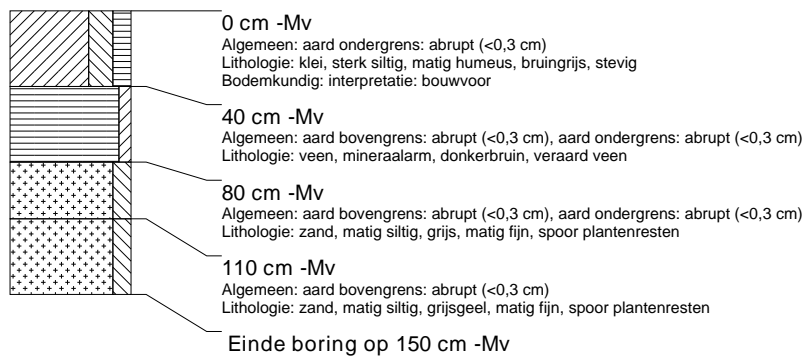 0 cm -Mv
Algemeen: aard ondergrens: abrupt (<0,3 cm)
Lithologie: klei, sterk siltig, matig humeus, bruingrijs, stevig
Bodemkundig: interpretatie: bouwvoor
40 cm -Mv
Algemeen: aard bovengrens: abrupt (<0,3 cm), aard ondergrens: abrupt (<0,3 cm)
Lithologie: veen, mineraalarm, donkerbruin, veraard veen
80 cm -Mv
Algemeen: aard bovengrens: abrupt (<0,3 cm), aard ondergrens: abrupt (<0,3 cm)
Lithologie: zand, matig siltig, grijs, matig fijn, spoor plantenresten
110 cm -Mv
Algemeen: aard bovengrens: abrupt (<0,3 cm)
Lithologie: zand, matig siltig, grijsgeel, matig fijn, spoor plantenresten
Einde boring op 150 cm -Mv